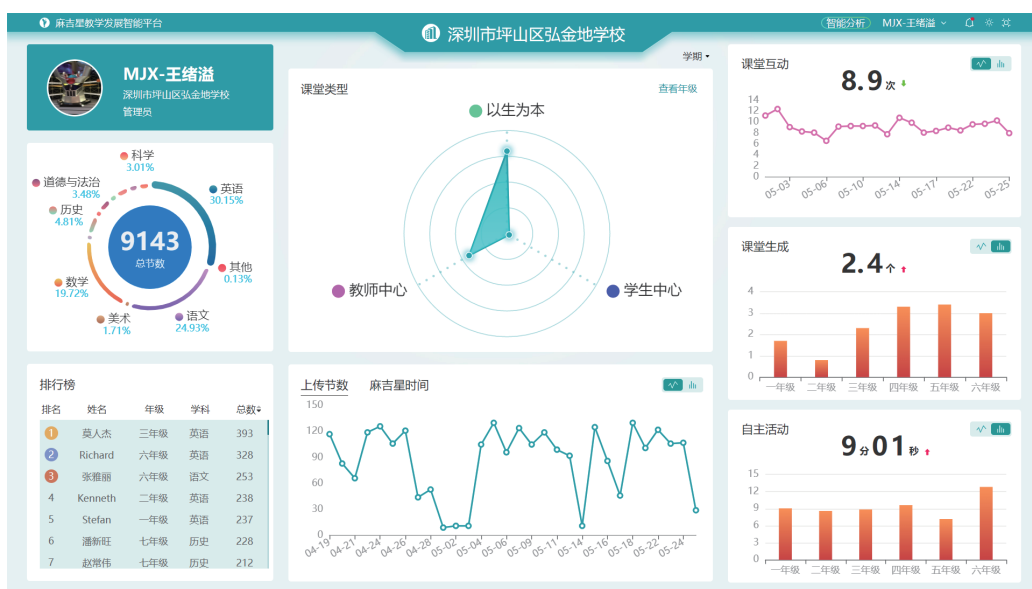 麻吉星教学发展智能平台
深圳市坪山区弘金地学校
智能分析 MJX-王绪溢
MJX-王绪溢
深圳市坪山区弘金地学校
管理员
科学
3.01%
道德与法治
3.48%
历史
4.81%
英语
30.15%
9143
总节数
其他
0.13%
数学
19.72%
美术
1.71%
语文
24.93%
排行榜
排名 姓名 年级 学科 总数
1 莫人杰 三年级 英语 393
2 Richard 六年级 英语 328
3 张雅丽 六年级 语文 253
4 Kenneth 二年级 英语 238
5 Stefan 一年级 英语 237
6 潘新旺 七年级 历史 228
7 赵常伟 七年级 历史 212
学期
课堂类型 查看年级
以生为本
教师中心 学生中心
上传节数 麻吉星时间
150
120
90
60
30
0
04-19 04-21 04-24 04-26 04-28 05-02 05-04 05-06 05-09 05-11 05-14 05-16 05-18 05-22 05-24
课堂互动
8.9 次
14
12
10
8
6
4
2
0
05-03 05-06 05-10 05-14 05-17 05-22 05-25
课堂生成
2.4 个
4
3
2
1
0
一年级 二年级 三年级 四年级 五年级 六年级
自主活动
9 分 01 秒
15
12
9
6
3
0
一年级 二年级 三年级 四年级 五年级 六年级